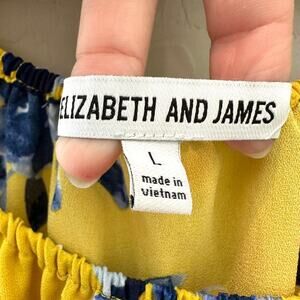 ELIZABETH AND JAMES
L
made in
vietnam